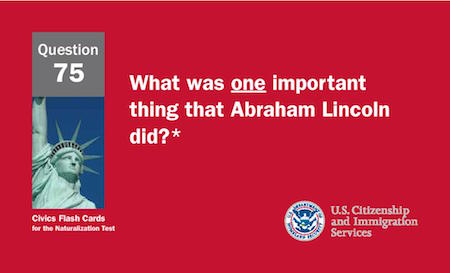 Question
75
What was one important
thing that Abraham Lincoln
did?*
Civics Flash Cards
for the Naturalization Test
U.S. Citizenship
and Immigration
Services